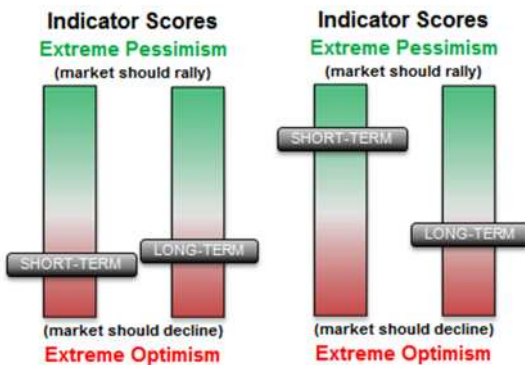 Indicator Scores
Extreme Pessimism
(market should rally)
SHORT-TERM
LONG-TERM
(market should decline)
Extreme Optimism
Indicator Scores
Extreme Pessimism
(market should rally)
SHORT-TERM
LONG-TERM
(market should decline)
Extreme Optimism